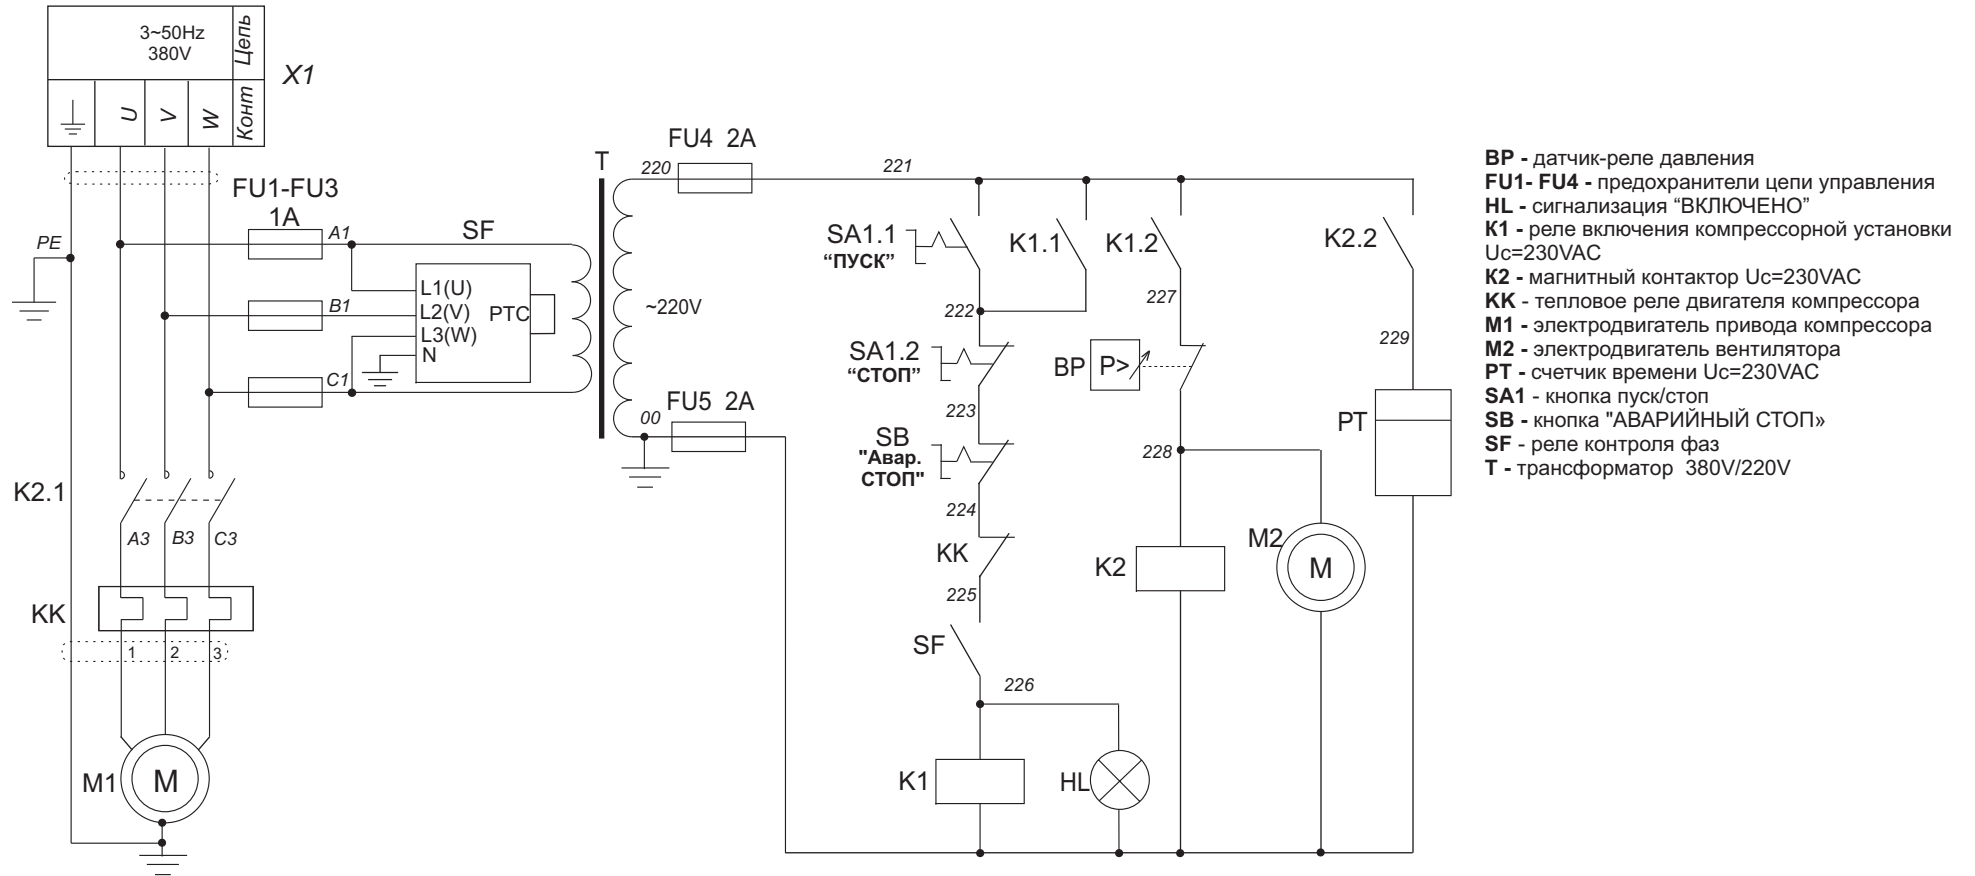 3~50Hz
380V
Цепь
Конт
U
V
W
X1
PE
FU1-FU3
1A
A1
B1
C1
SF
L1(U)
L2(V)
L3(W)
N
PTC
T
~220V
220
FU4 2A
221
00
FU5 2A
SA1.1
“ПУСК”
K1.1
K1.2
K2.2
222
227
229
SA1.2
“СТОП”
BP
P>
223
SB
"Авар.
СТОП"
228
PT
224
KK
225
K2
M2
M
SF
226
K1
HL
K2.1
A3
B3
C3
KK
1
2
3
M1
M
BP - датчик-реле давления
FU1- FU4 - предохранители цепи управления
HL - сигнализация “ВКЛЮЧЕНО”
K1 - реле включения компрессорной установки
Uc=230VAC
K2 - магнитный контактор Uc=230VAC
KK - тепловое реле двигателя компрессора
M1 - электродвигатель привода компрессора
M2 - электродвигатель вентилятора
PT - счетчик времени Uc=230VAC
SA1 - кнопка пуск/стоп
SB - кнопка "АВАРИЙНЫЙ СТОП»
SF - реле контроля фаз
T - трансформатор 380V/220V